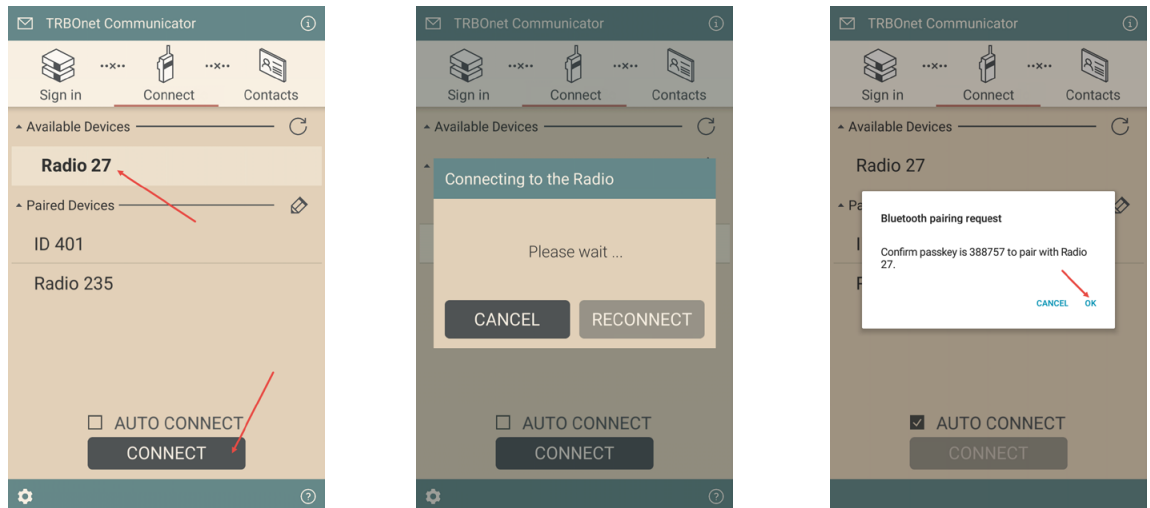 TRBOnet Communicator
Sign in
Connect
Contacts
Available Devices
Radio 27
Paired Devices
ID 401
Radio 235
AUTO CONNECT
CONNECT
TRBOnet Communicator
Sign in
Connect
Contacts
Available Devices
Connecting to the Radio
Please wait ...
CANCEL
RECONNECT
AUTO CONNECT
CONNECT
TRBOnet Communicator
Sign in
Connect
Contacts
Available Devices
Radio 27
Pa
Bluetooth pairing request
Confirm passkey is 388757 to pair with Radio
27.
CANCEL OK
AUTO CONNECT
CONNECT